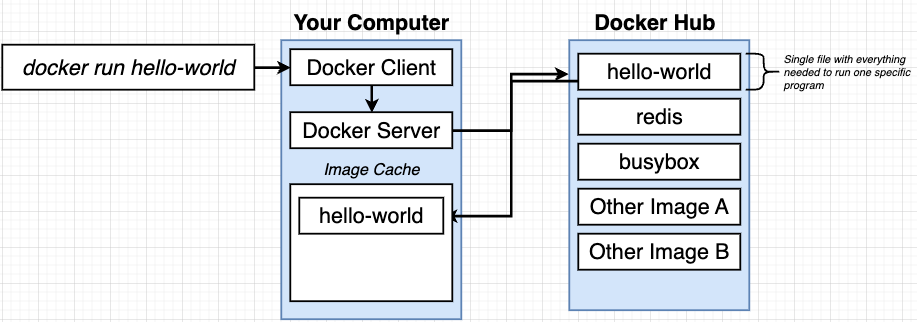 Your Computer
Docker Hub
docker run hello-world
Docker Client
Docker Server
Image Cache
hello-world
hello-world
redis
busybox
Other Image A
Other Image B
Single file with everything
needed to run one specific
program